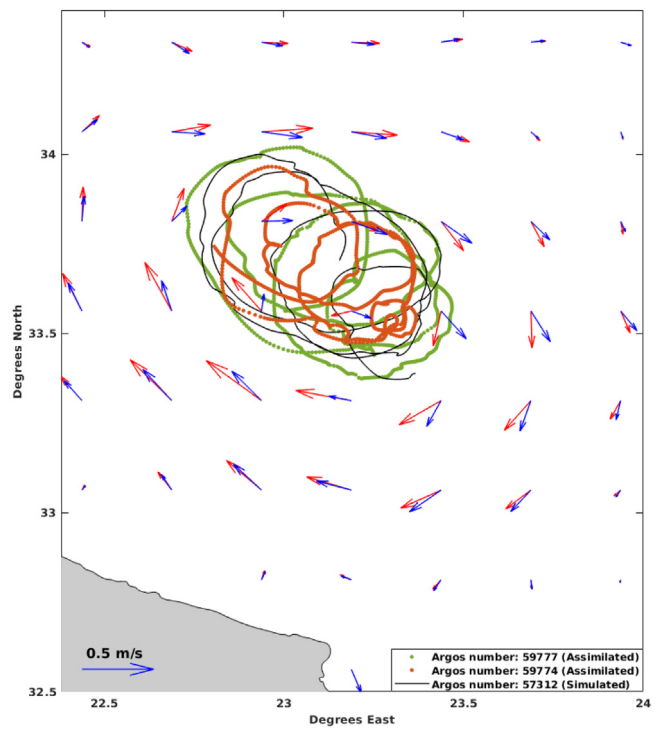 34
33.5
33
32.5
Degrees North
0.5 m/s
Argos number: 59777 (Assimilated)
Argos number: 59774 (Assimilated)
Argos number: 57312 (Simulated)
22.5
23
23.5
24
Degrees East